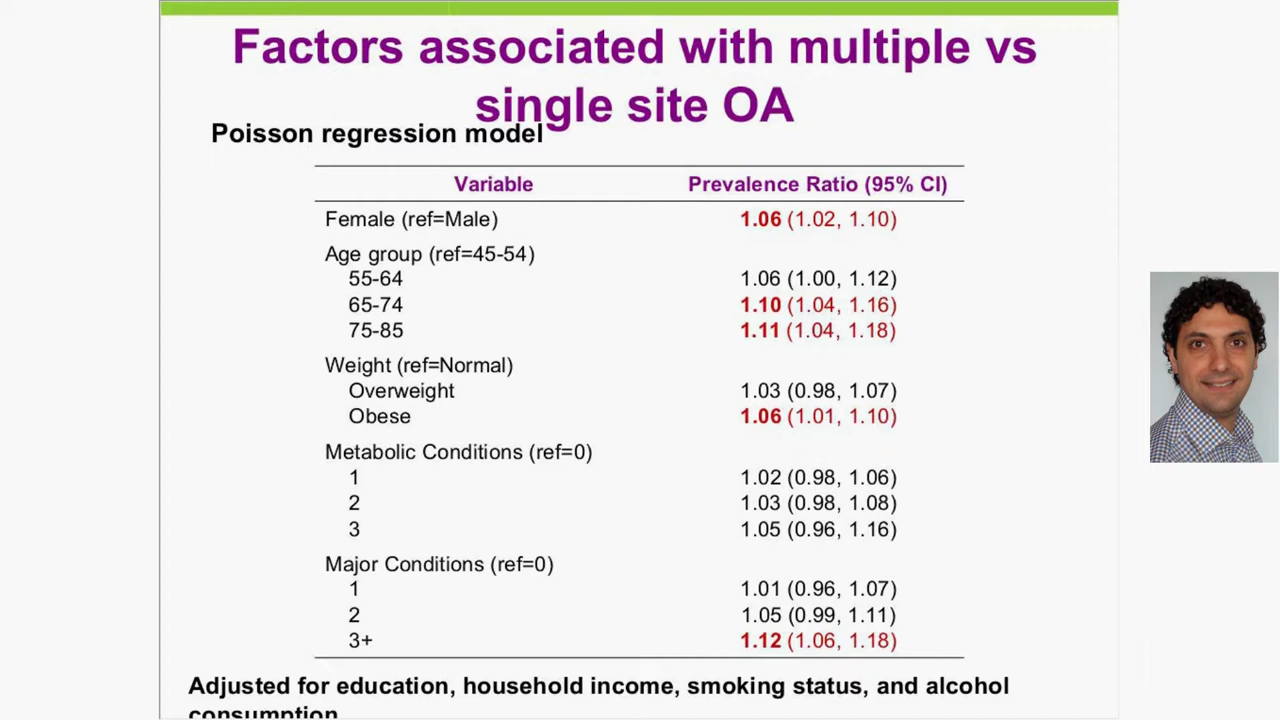 Factors associated with multiple vs
single site OA
Poisson regression model
Variable Prevalence Ratio (95% CI)
Female (ref=Male) 1.06 (1.02, 1.10)
Age group (ref=45-54)
55-64 1.06 (1.00, 1.12)
65-74 1.10 (1.04, 1.16)
75-85 1.11 (1.04, 1.18)
Weight (ref=Normal)
Overweight 1.03 (0.98, 1.07)
Obese 1.06 (1.01, 1.10)
Metabolic Conditions (ref=0)
1 1.02 (0.98, 1.06)
2 1.03 (0.98, 1.08)
3 1.05 (0.96, 1.16)
Major Conditions (ref=0)
1 1.01 (0.96, 1.07)
2 1.05 (0.99, 1.11)
3+ 1.12 (1.06, 1.18)
Adjusted for education, household income, smoking status, and alcohol
consumption